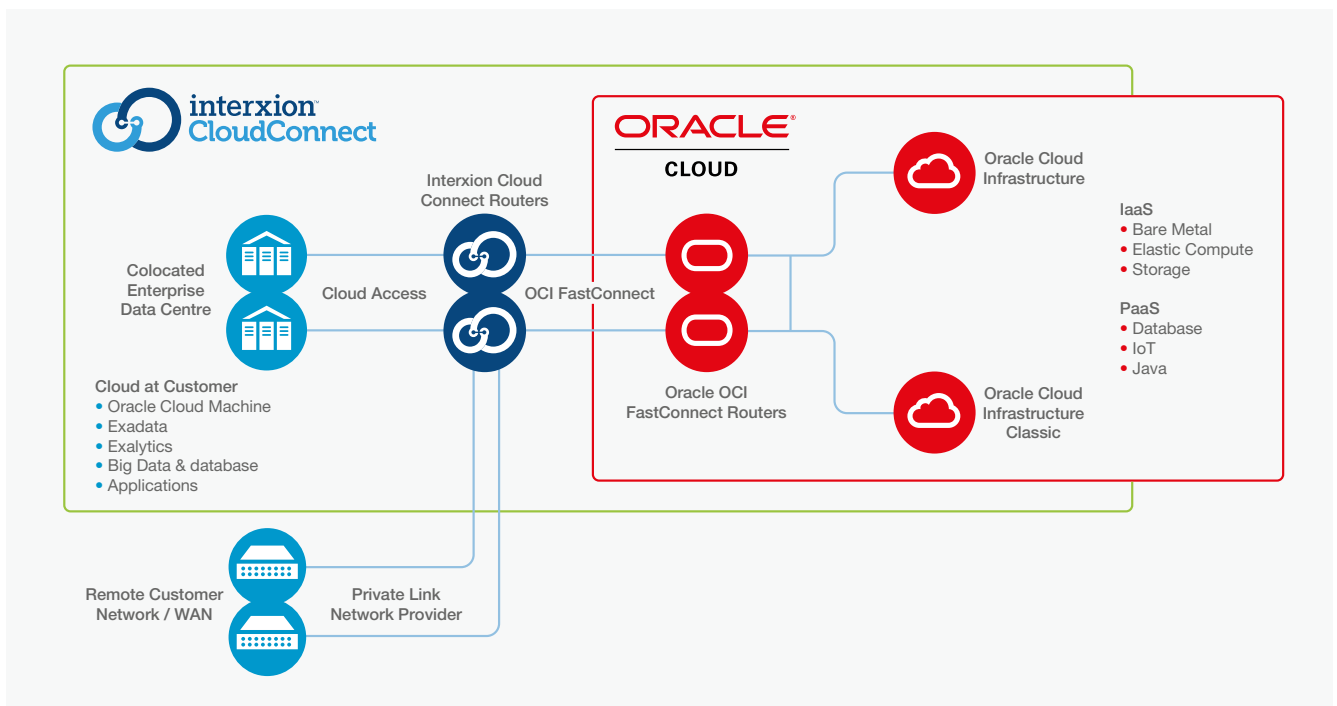 interxion™
CloudConnect
ORACLE®
CLOUD
Interxion Cloud
Connect Routers
Oracle Cloud
Infrastructure
IaaS
• Bare Metal
• Elastic Compute
• Storage
Colocated
Enterprise
Data Centre
Cloud Access
OCI FastConnect
PaaS
• Database
• IoT
• Java
Cloud at Customer
• Oracle Cloud Machine
• Exadata
• Exalytics
• Big Data & database
• Applications
Oracle OCI
FastConnect Routers
Oracle Cloud
Infrastructure
Classic
Remote Customer
Network / WAN
Private Link
Network Provider